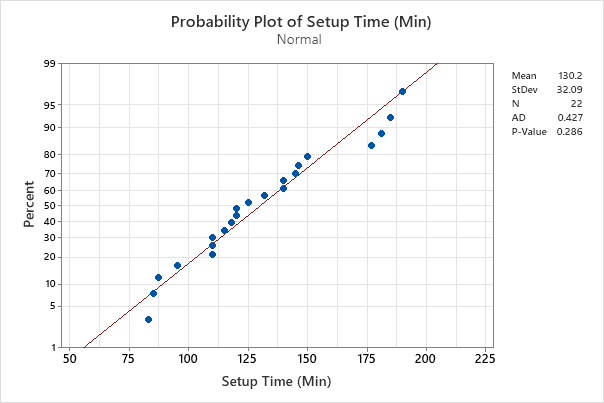 Probability Plot of Setup Time (Min)
Normal
99
95
90
80
70
60
50
40
30
20
10
5
1
Percent
50 75 100 125 150 175 200 225
Setup Time (Min)
Mean 130.2
StDev 32.09
N 22
AD 0.427
P-Value 0.286